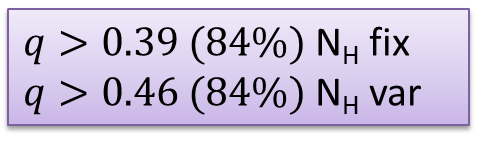 q > 0.39 (84%) N_H fix
q > 0.46 (84%) N_H var